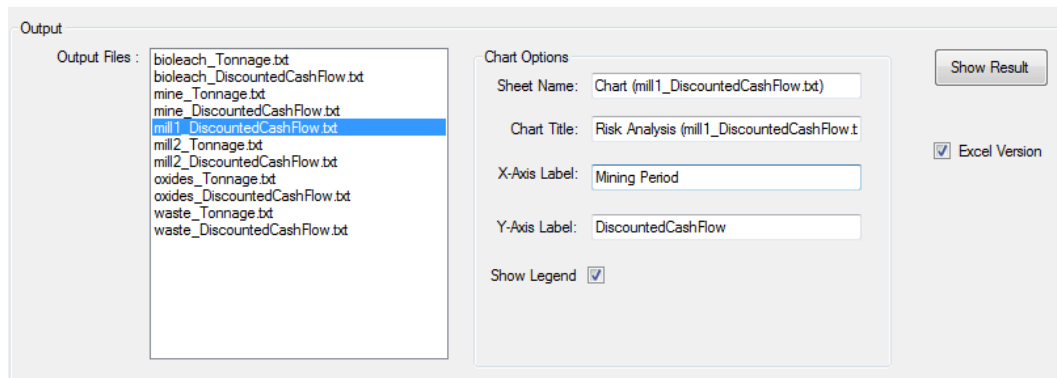 Output
Output Files :
bioleach_Tonnage.txt
bioleach_DiscountedCashFlow.txt
mine_Tonnage.txt
mine_DiscountedCashFlow.txt
mill1_DiscountedCashFlow.txt
mill2_Tonnage.txt
mill2_DiscountedCashFlow.txt
oxides_Tonnage.txt
oxides_DiscountedCashFlow.txt
waste_Tonnage.txt
waste_DiscountedCashFlow.txt
Chart Options
Sheet Name: Chart (mill1_DiscountedCashFlow.txt)
Chart Title: Risk Analysis (mill1_DiscountedCashFlow.t
X-Axis Label: Mining Period
Y-Axis Label: DiscountedCashFlow
Show Legend
Show Result
Excel Version